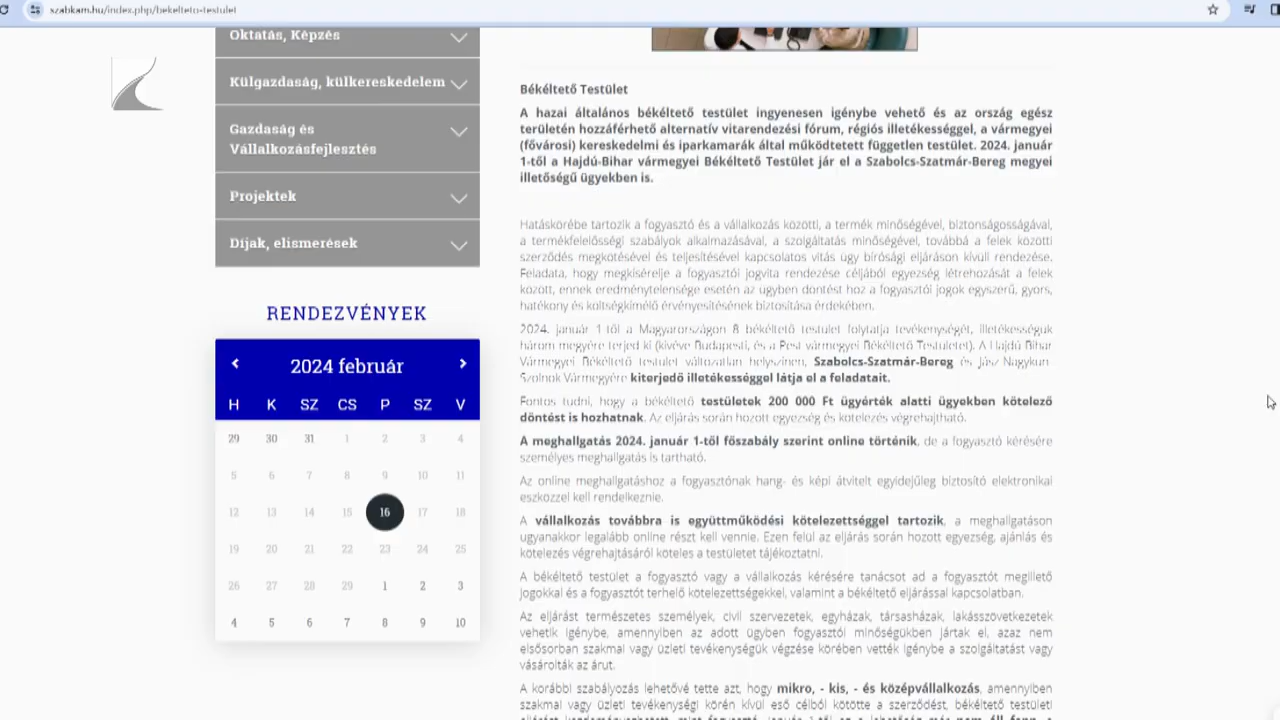 szabkam.hu/index.php/bekelteto-testulet
Oktatás, Képzés
Külgazdaság, külkereskedelem
Gazdaság és
Vállalkozásfejlesztés
Projektek
Díjak, elismerések
RENDEZVÉNYEK
2024 február
H K SZ CS P SZ V
29 30 31 1 2 3 4
5 6 7 8 9 10 11
12 13 14 15 16 17 18
19 20 21 22 23 24 25
26 27 28 29 1 2 3
4 5 6 7 8 9 10
Békéltető Testület
A hazai általános békéltető testület ingyenesen igénybe vehető és az ország egész
területén hozzáférhető alternatív vitarendezési fórum, régiós illetékességgel, a vármegyei
(fővárosi) kereskedelmi és iparkamarák által működtetett független testület. 2024. január
1-től a Hajdú-Bihar vármegyei Békéltető Testület jár el a Szabolcs-Szatmár-Bereg megyei
illetőségű ügyekben is.
Hatáskörébe tartozik a fogyasztó és a vállalkozás közötti, a termék minőségével, biztonságosságával,
a termékfelelősségi szabályok alkalmazásával, a szolgáltatás minőségével, továbbá a felek közötti
szerződés megkötésével és teljesítésével kapcsolatos vitás ügy bírósági eljáráson kívüli rendezése.
Feladata, hogy megkísérelje a fogyasztói jogvita rendezése céljából egyezség létrehozását a felek
között, ennek eredménytelensége esetén az ügyben döntést hoz a fogyasztói jogok egyszerű, gyors,
hatékony és költségkímélő érvényesítésének biztosítása érdekében.
2024. január 1-től a Magyarországon 8 békéltető testület folytatja tevékenységét, illetékességük
három megyére terjed ki (kivéve Budapesti, és a Pest vármegyei Békéltető Testületet). A Hajdú Bihar
Vármegyei Békéltető testület változatlan helyszínen, Szabolcs-Szatmár-Bereg és Jász Nagykun
Szolnok Vármegyére kiterjedő illetékességgel látja el a feladatait.
Fontos tudni, hogy a békéltető testületek 200 000 Ft ügyérték alatti ügyekben kötelező
döntést is hozhatnak. Az eljárás során hozott egyezség és kötelezés végrehajtható.
A meghallgatás 2024. január 1-től főszabály szerint online történik, de a fogyasztó kérésére
személyes meghallgatás is tartható.
Az online meghallgatáshoz a fogyasztónak hang- és képi átvitelt egyidejűleg biztosító elektronikai
eszközzel kell rendelkeznie.
A vállalkozás továbbra is együttműködési kötelezettséggel tartozik, a meghallgatáson
ugyanakkor legalább online részt kell vennie. Ezen felül az eljárás során hozott egyezség, ajánlás és
kötelezés végrehajtásáról köteles a testületet tájékoztatni.
A békéltető testület a fogyasztó vagy a vállalkozás kérésére tanácsot ad a fogyasztót megillető
jogokkal és a fogyasztót terhelő kötelezettségekkel, valamint a békéltető eljárással kapcsolatban.
Az eljárást természetes személyek, civil szervezetek, egyházak, társasházak, lakásszövetkezetek
vehetik igénybe, amennyiben az adott ügyben fogyasztói minőségükben jártak el, azaz nem
elsősorban szakmai vagy üzleti tevékenységük végzése körében vették igénybe a szolgáltatást vagy
vásárolták az árut.
A korábbi szabályozás lehetővé tette azt, hogy mikro, - kis, - és középvállalkozás, amennyiben
szakmai vagy üzleti tevékenységi körén kívül eső célból kötötte a szerződést, békéltető testületi